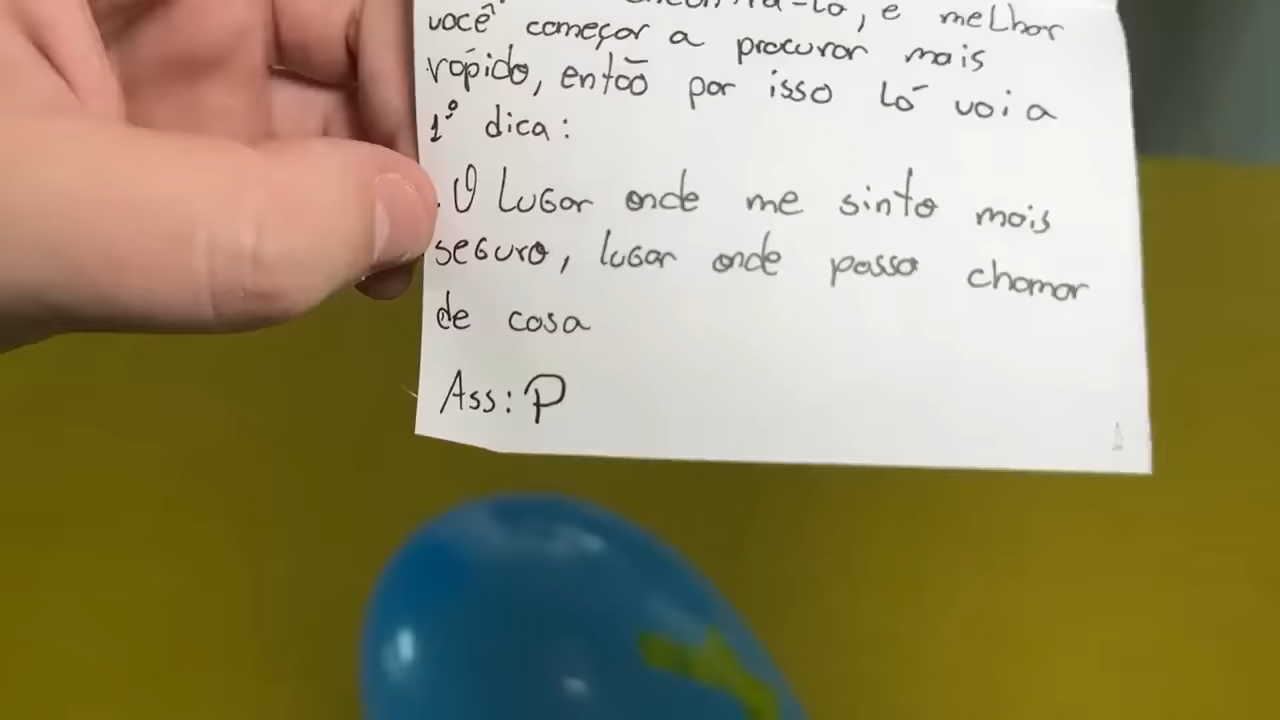 melhor
você começar a procurar mais
rápido, então por isso lá vai a
1º dica:
. O lugar onde me sinto mais
seguro, lugar onde posso chamar
de casa
Ass: P